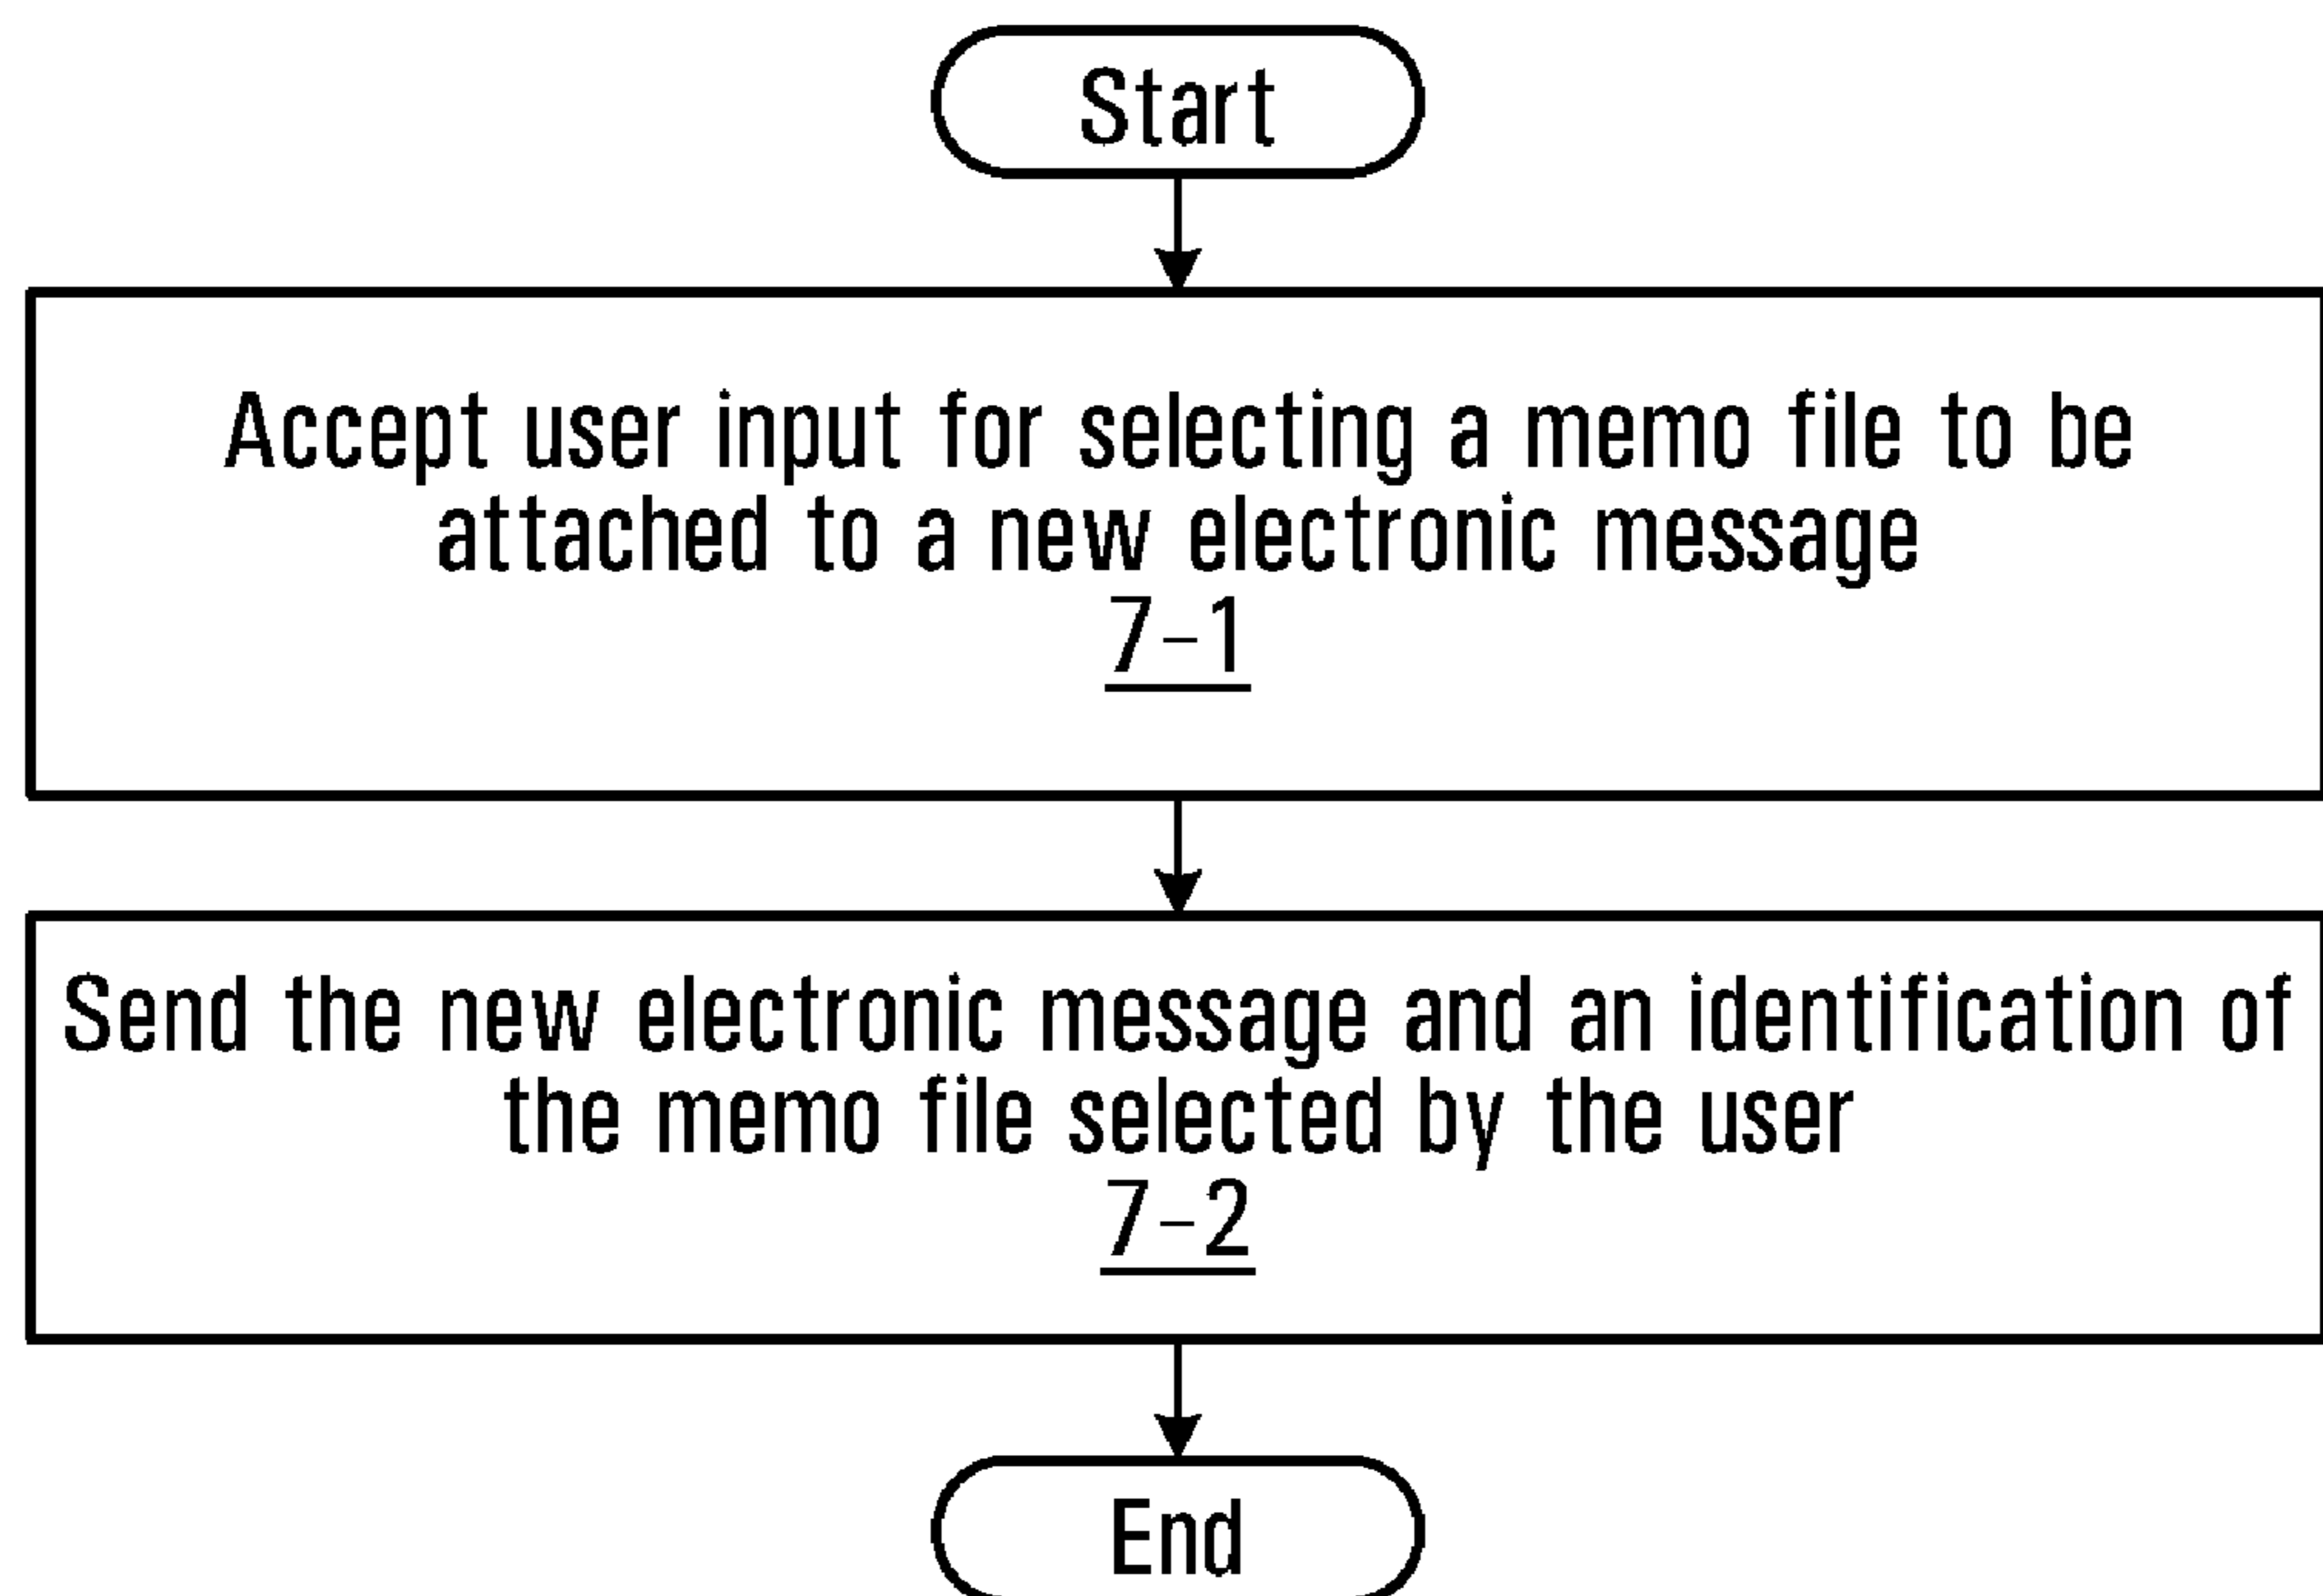 Start
Accept user input for selecting a memo file to be
attached to a new electronic message
7-1
Send the new electronic message and an identification of
the memo file selected by the user
7-2
End